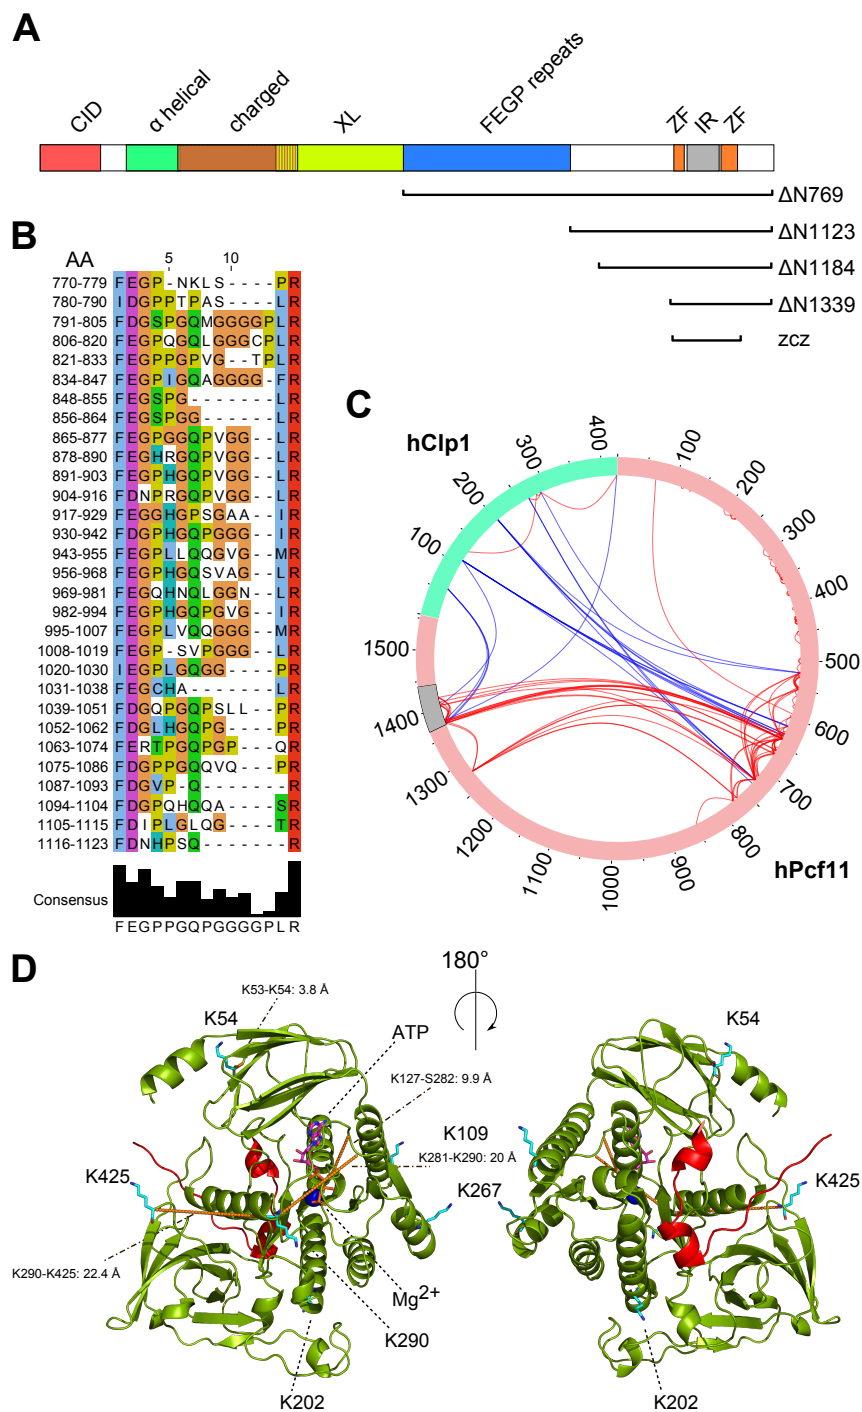 A
CID
α helical
charged
XL
FEGP repeats
ZF
IR
ZF
ΔN769
ΔN1123
ΔN1184
ΔN1339
zcz
B
AA 5 10
770-779 FEGP-NKLS----PR
780-790 IDGPPTPAS----LR
791-805 FDGSPGQMGGGGPLR
806-820 FEGPQGQLGGGCPLR
821-833 FEGPPGPVG--TPLR
834-847 FEGPIGQAGGGG-FR
848-855 FEGSPG-------LR
856-864 FEGSPGG------LR
865-877 FEGPGGQPVGG--LR
878-890 FEGHRGQPVGG--LR
891-903 FEGPHGQPVGG--LR
904-916 FDNPRGQPVGG--LR
917-929 FEGGHGPSGAA--IR
930-942 FDGPHGQPGGG--IR
943-955 FEGPLLQQGVG--MR
956-968 FEGPHGQSVAG--LR
969-981 FEGQHNQLGGN--LR
982-994 FEGPHGQPGVG--IR
995-1007 FEGPLVQQGGG--MR
1008-1019 FEGP-SVPGGG--LR
1020-1030 IEGPLGQGG----PR
1031-1038 FEGCHA-------LR
1039-1051 FDGQPGQPSLL--PR
1052-1062 FDGLHGQPG----PR
1063-1074 FERTPGQPGP---QR
1075-1086 FDGPPGQQVQ---PR
1087-1093 FDGVP-Q-------R
1094-1104 FDGPQHQQA----SR
1105-1115 FDIPLGLQG----TR
1116-1123 FDNHPSQ-------R
Consensus
FEGPPGQPGGGGPLR
C
hClp1
100
200
300
400
100
200
300
400
500
600
700
800
900
1000
1100
1200
1300
1400
1500
hPcf11
D
180°
K53-K54: 3.8 Å
K54
ATP
K127-S282: 9.9 Å
K109
K281-K290: 20 Å
K425
K267
K290-K425: 22.4 Å
Mg2+
K290
K202
K54
K425
K202